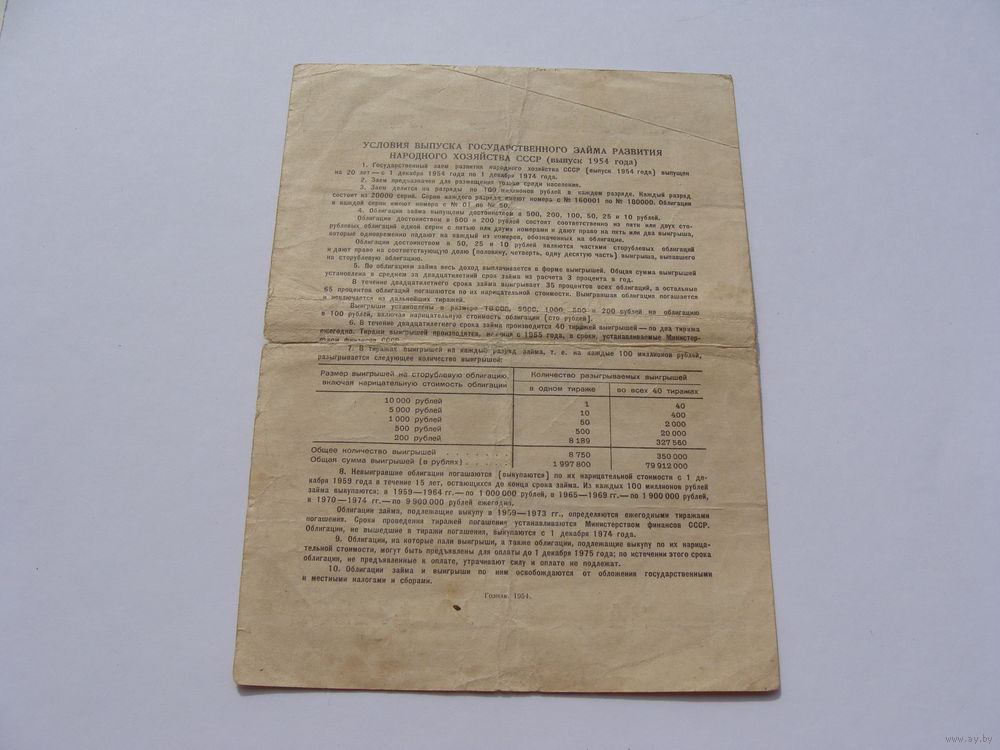 УСЛОВИЯ ВЫПУСКА ГОСУДАРСТВЕННОГО ЗАЙМА РАЗВИТИЯ
НАРОДНОГО ХОЗЯЙСТВА СССР (выпуск 1954 года)
1. Государственный заем развития народного хозяйства СССР (выпуск 1954 года) выпущен
на 20 лет — с 1 декабря 1954 года по 1 декабря 1974 года.
2. Заем предназначен для размещения только среди населения.
3. Заем делится на разряды по 100 миллионов рублей в каждом разряде. Каждый разряд
состоит из 20000 серий. Серии каждого разряда имеют номера с № 160001 по № 180000. Облигации
в каждой серии имеют номера с № 01 по № 50.
4. Облигации займа выпущены достоинством в 500, 200, 100, 50, 25 и 10 рублей.
Облигации достоинством в 500 и 200 рублей состоят соответственно из пяти или двух сто-
рублевых облигаций одной серии с пятью или двумя номерами и дают право на пять или два выигрыша,
которые одновременно падают на каждый из номеров, обозначенных на облигации.
Облигации достоинством в 50, 25 и 10 рублей являются частями сторублевых облигаций
и дают право на соответствующую долю (половину, четверть, одну десятую часть) выигрыша, выпавшего
на сторублевую облигацию.
5. По облигациям займа весь доход выплачивается в форме выигрышей. Общая сумма выигрышей
установлена в среднем за двадцатилетний срок займа из расчета 3 процента в год.
В течение двадцатилетнего срока займа выигрывает 35 процентов всех облигаций, а остальные
65 процентов облигаций погашаются по их нарицательной стоимости. Выигравшая облигация погашается
и исключается из дальнейших тиражей.
Выигрыши установлены в размере 10 000, 5000, 1000, 500 и 200 рублей на облигацию
в 100 рублей, включая нарицательную стоимость облигации (сто рублей).
6. В течение двадцатилетнего срока займа производится 40 тиражей выигрышей — по два тиража
ежегодно. Тиражи выигрышей производятся, начиная с 1955 года, в сроки, устанавливаемые Министер-
ством финансов СССР.
7. В тиражах выигрышей на каждый разряд займа, т. е. на каждые 100 миллионов рублей,
разыгрывается следующее количество выигрышей:
Размер выигрышей на сторублевую облигацию, Количество разыгрываемых выигрышей
включая нарицательную стоимость облигации в одном тираже во всех 40 тиражах
10 000 рублей 1 40
5 000 рублей 10 400
1 000 рублей 50 2 000
500 рублей 500 20 000
200 рублей 8 189 327 560
Общее количество выигрышей . . . . . . . . 8 750 350 000
Общая сумма выигрышей (в рублях) . . . . . 1 997 800 79 912 000
8. Невыигравшие облигации погашаются (выкупаются) по их нарицательной стоимости с 1 де-
кабря 1959 года в течение 15 лет, остающихся до конца срока займа. Из каждых 100 миллионов рублей
займа выкупаются: в 1959—1964 гг. — по 1 000 000 рублей, в 1965—1969 гг. — по 1 900 000 рублей,
в 1970—1974 гг. — по 9 900 000 рублей ежегодно.
Облигации займа, подлежащие выкупу в 1959—1973 гг., определяются ежегодными тиражами
погашения. Сроки проведения тиражей погашения устанавливаются Министерством финансов СССР.
Облигации, не вышедшие в тиражи погашения, выкупаются с 1 декабря 1974 года.
9. Облигации, на которые пали выигрыши, а также облигации, подлежащие выкупу по их нарица-
тельной стоимости, могут быть предъявлены для оплаты до 1 декабря 1975 года; по истечении этого срока
облигации, не предъявленные к оплате, утрачивают силу и оплате не подлежат.
10. Облигации займа и выигрыши по ним освобождаются от обложения государственными
и местными налогами и сборами.
Гознак. 1954.
www.ay.by